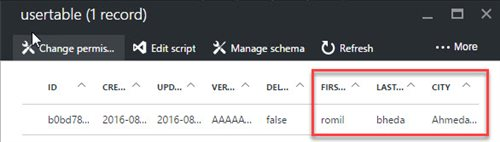 usertable (1 record)
Change permis... Edit script Manage schema Refresh ... More
ID CRE... UPD... VER... DEL... FIRS... LAST... CITY
b0bd78... 2016-08... 2016-08... AAAAA... false romil bheda Ahmeda...